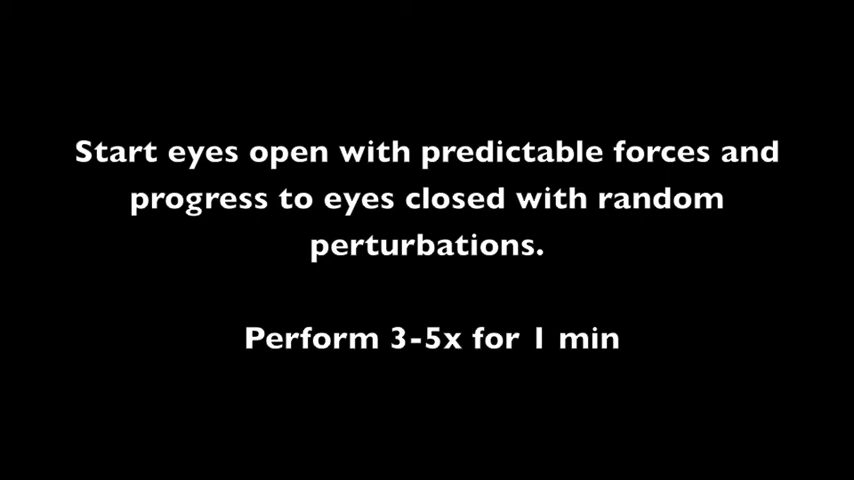 Start eyes open with predictable forces and
progress to eyes closed with random
perturbations.
Perform 3-5x for 1 min